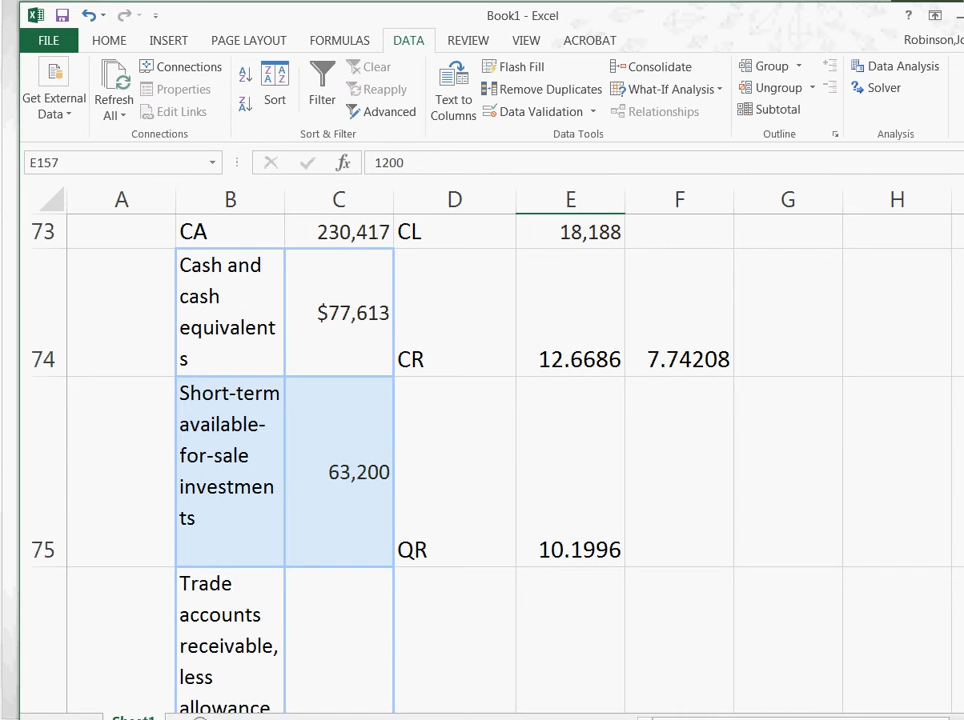 Book1 - Excel
?
FILE HOME INSERT PAGE LAYOUT FORMULAS DATA REVIEW VIEW ACROBAT Robinson,Jo
Get External
Data
Refresh
All
Connections
Properties
Edit Links
Connections
Sort
Filter
Clear
Reapply
Advanced
Sort & Filter
Text to
Columns
Flash Fill
Remove Duplicates
Data Validation
Consolidate
What-If Analysis
Relationships
Data Tools
Group
Ungroup
Subtotal
Outline
Data Analysis
Solver
Analysis
E157 fx 1200
A B C D E F G H
73 CA 230,417 CL 18,188
Cash and
cash
equivalent
s
$77,613
74 CR 12.6686 7.74208
Short-term
available-
for-sale
investmen
ts
63,200
75 QR 10.1996
Trade
accounts
receivable,
less
allowance
Sheet1